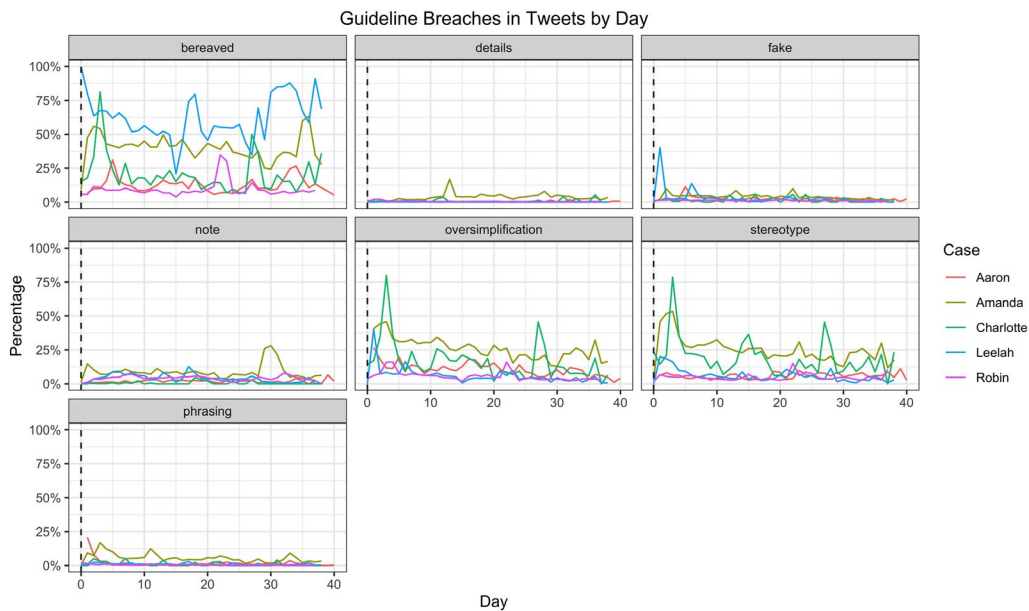 Guideline Breaches in Tweets by Day
bereaved
details
fake
100%
75%
50%
25%
0%
note
oversimplification
stereotype
100%
75%
50%
25%
0%
0 10 20 30 40
0 10 20 30 40
phrasing
100%
75%
50%
25%
0%
0 10 20 30 40
Percentage
Day
Case
Aaron
Amanda
Charlotte
Leelah
Robin